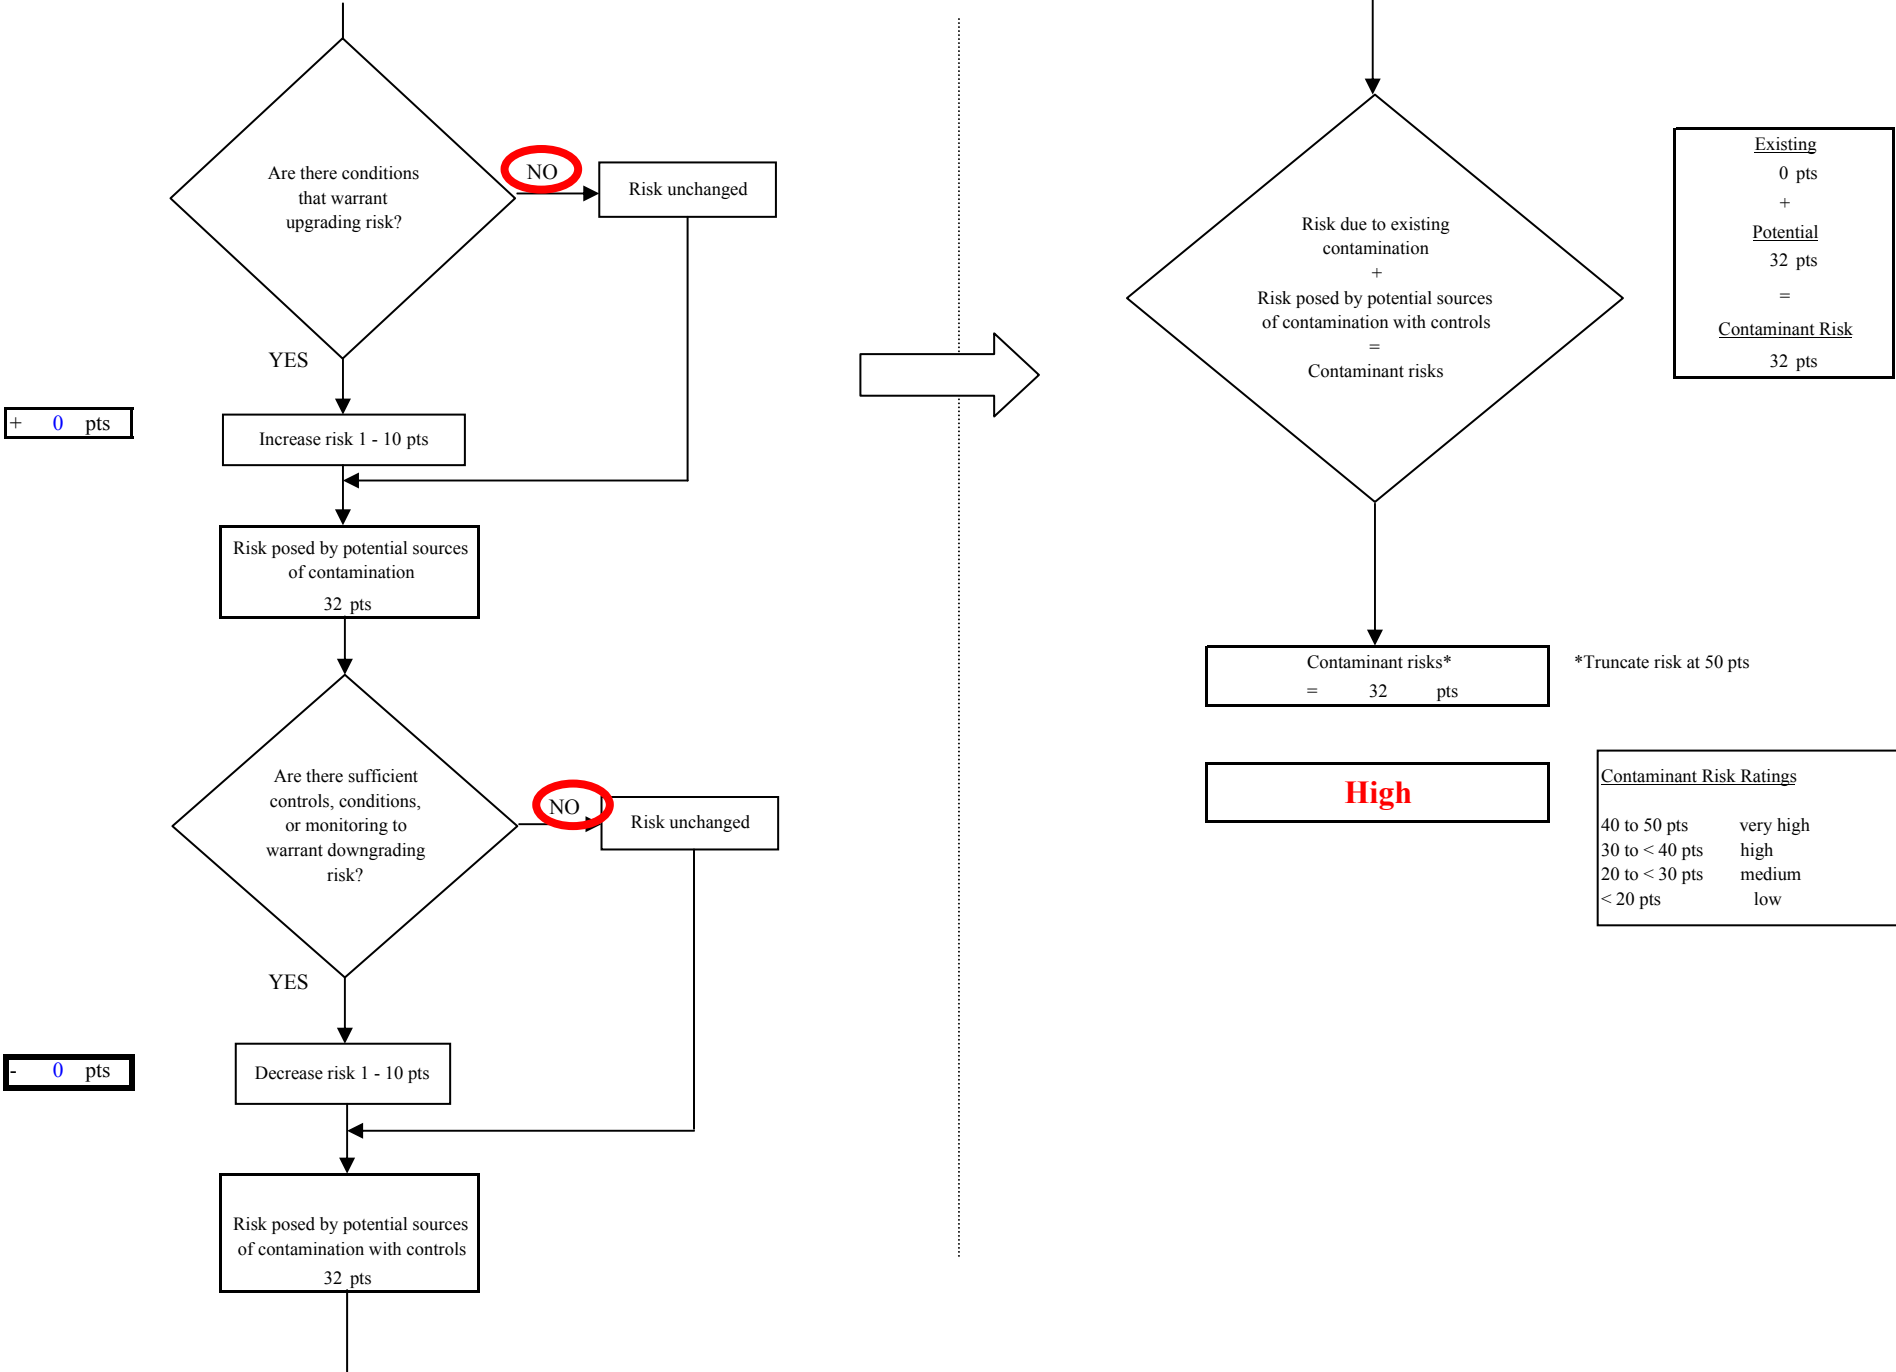 Are there conditions
that warrant
upgrading risk?
NO
Risk unchanged
YES
+ 0 pts
Increase risk 1 - 10 pts
Risk posed by potential sources
of contamination
32 pts
Are there sufficient
controls, conditions,
or monitoring to
warrant downgrading
risk?
NO
Risk unchanged
YES
- 0 pts
Decrease risk 1 - 10 pts
Risk posed by potential sources
of contamination with controls
32 pts
Risk due to existing
contamination
+
Risk posed by potential sources
of contamination with controls
=
Contaminant risks
Existing
0 pts
+
Potential
32 pts
=
Contaminant Risk
32 pts
Contaminant risks*
= 32 pts
*Truncate risk at 50 pts
High
Contaminant Risk Ratings
40 to 50 pts very high
30 to < 40 pts high
20 to < 30 pts medium
< 20 pts low